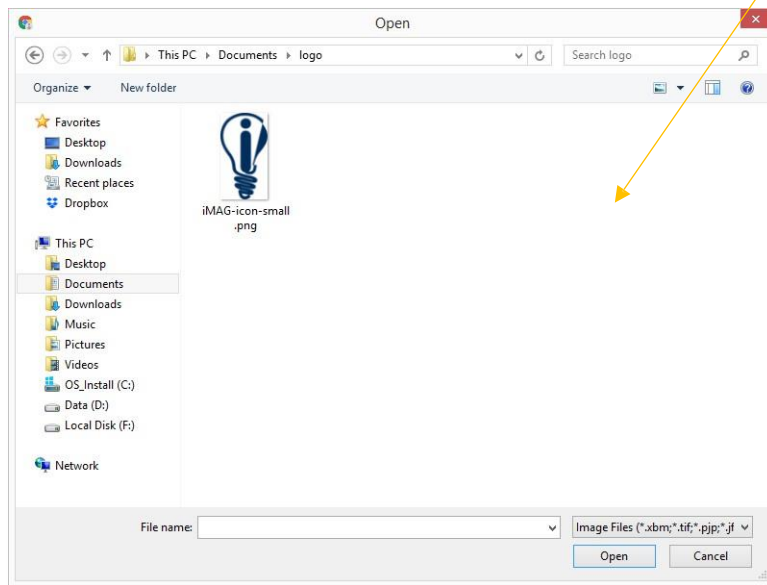 Open
This PC Documents logo
Search logo
Organize New folder
Favorites
Desktop
Downloads
Recent places
Dropbox
This PC
Desktop
Documents
Downloads
Music
Pictures
Videos
OS_Install (C:)
Data (D:)
Local Disk (F:)
Network
iMAG-icon-small
.png
File name:
Image Files (*.xbm;*.tif;*.pjp;*.jf
Open Cancel